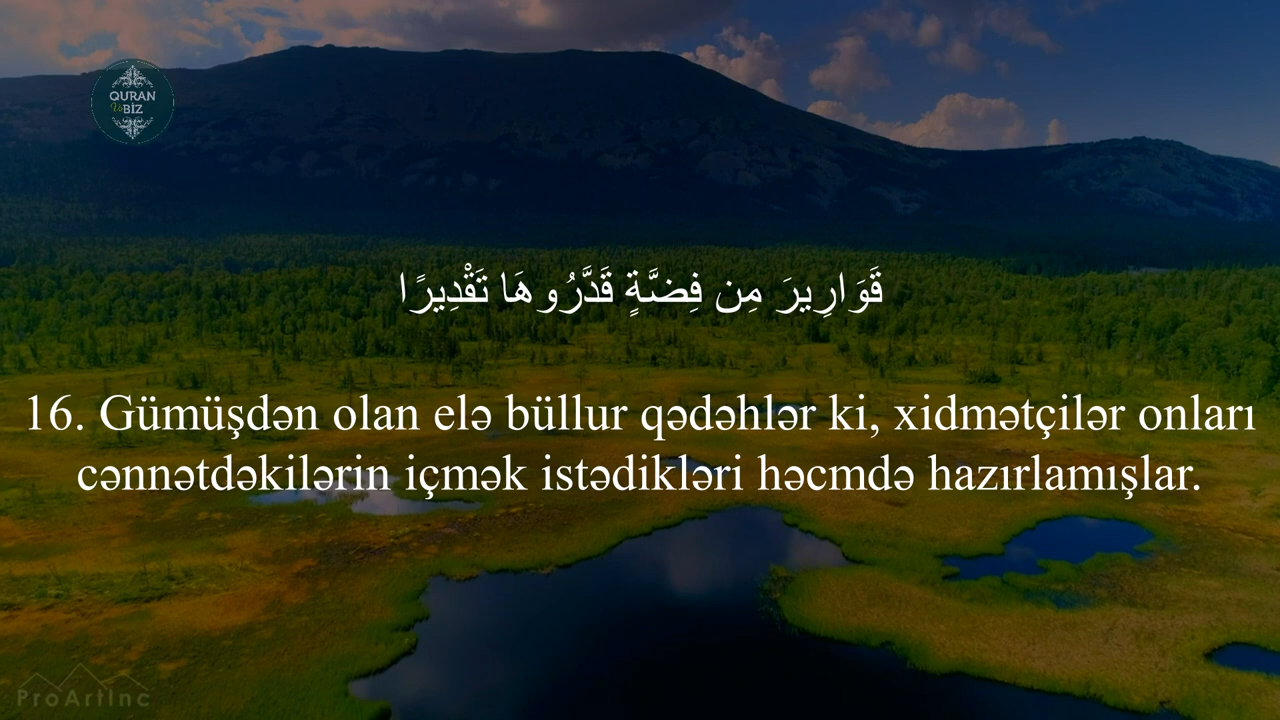 QURAN
Və BİZ
قَوَارِيرَ مِن فِضَّةٍ قَدَّرُوهَا تَقْدِيرًا
16. Gümüşdən olan elə büllur qədəhlər ki, xidmətçilər onları
cənnətdəkilərin içmək istədikləri həcmdə hazırlamışlar.
ProArtInc